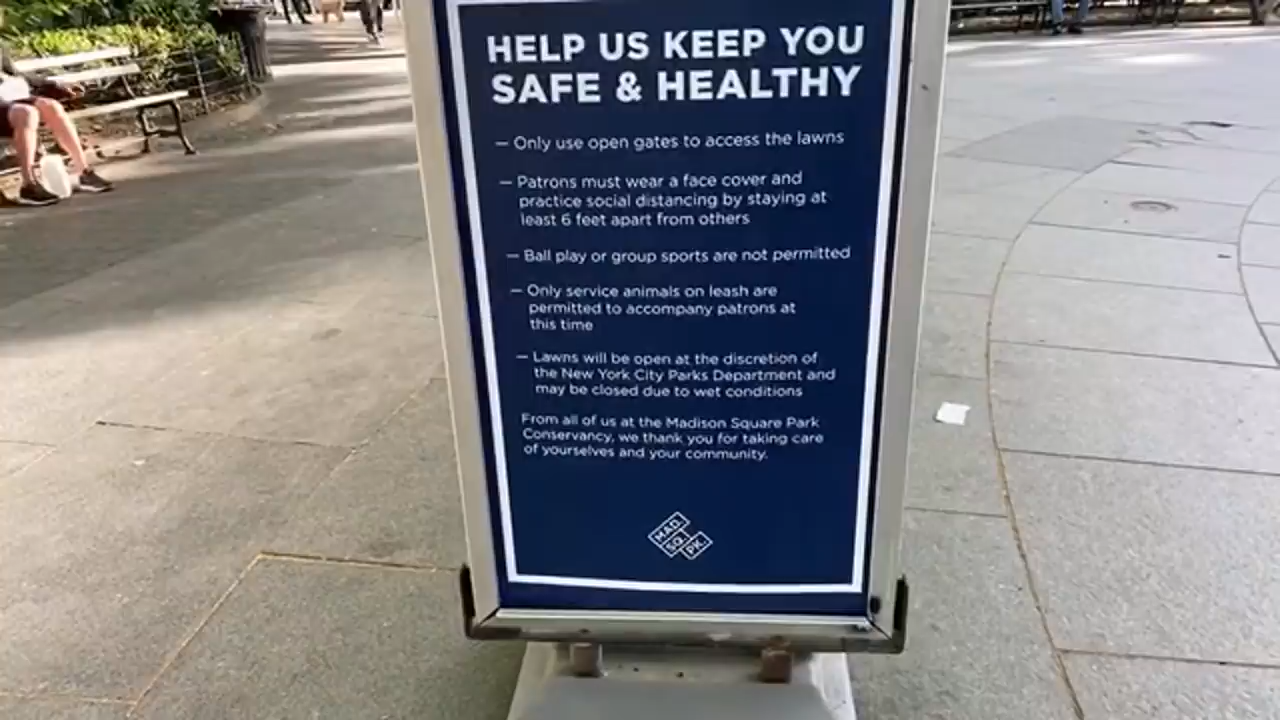 HELP US KEEP YOU
SAFE & HEALTHY
— Only use open gates to access the lawns
— Patrons must wear a face cover and
practice social distancing by staying at
least 6 feet apart from others
— Ball play or group sports are not permitted
— Only service animals on leash are
permitted to accompany patrons at
this time
— Lawns will be open at the discretion of
the New York City Parks Department and
may be closed due to wet conditions
From all of us at the Madison Square Park
Conservancy, we thank you for taking care
of yourselves and your community.
MAD.
SQ.
PK.